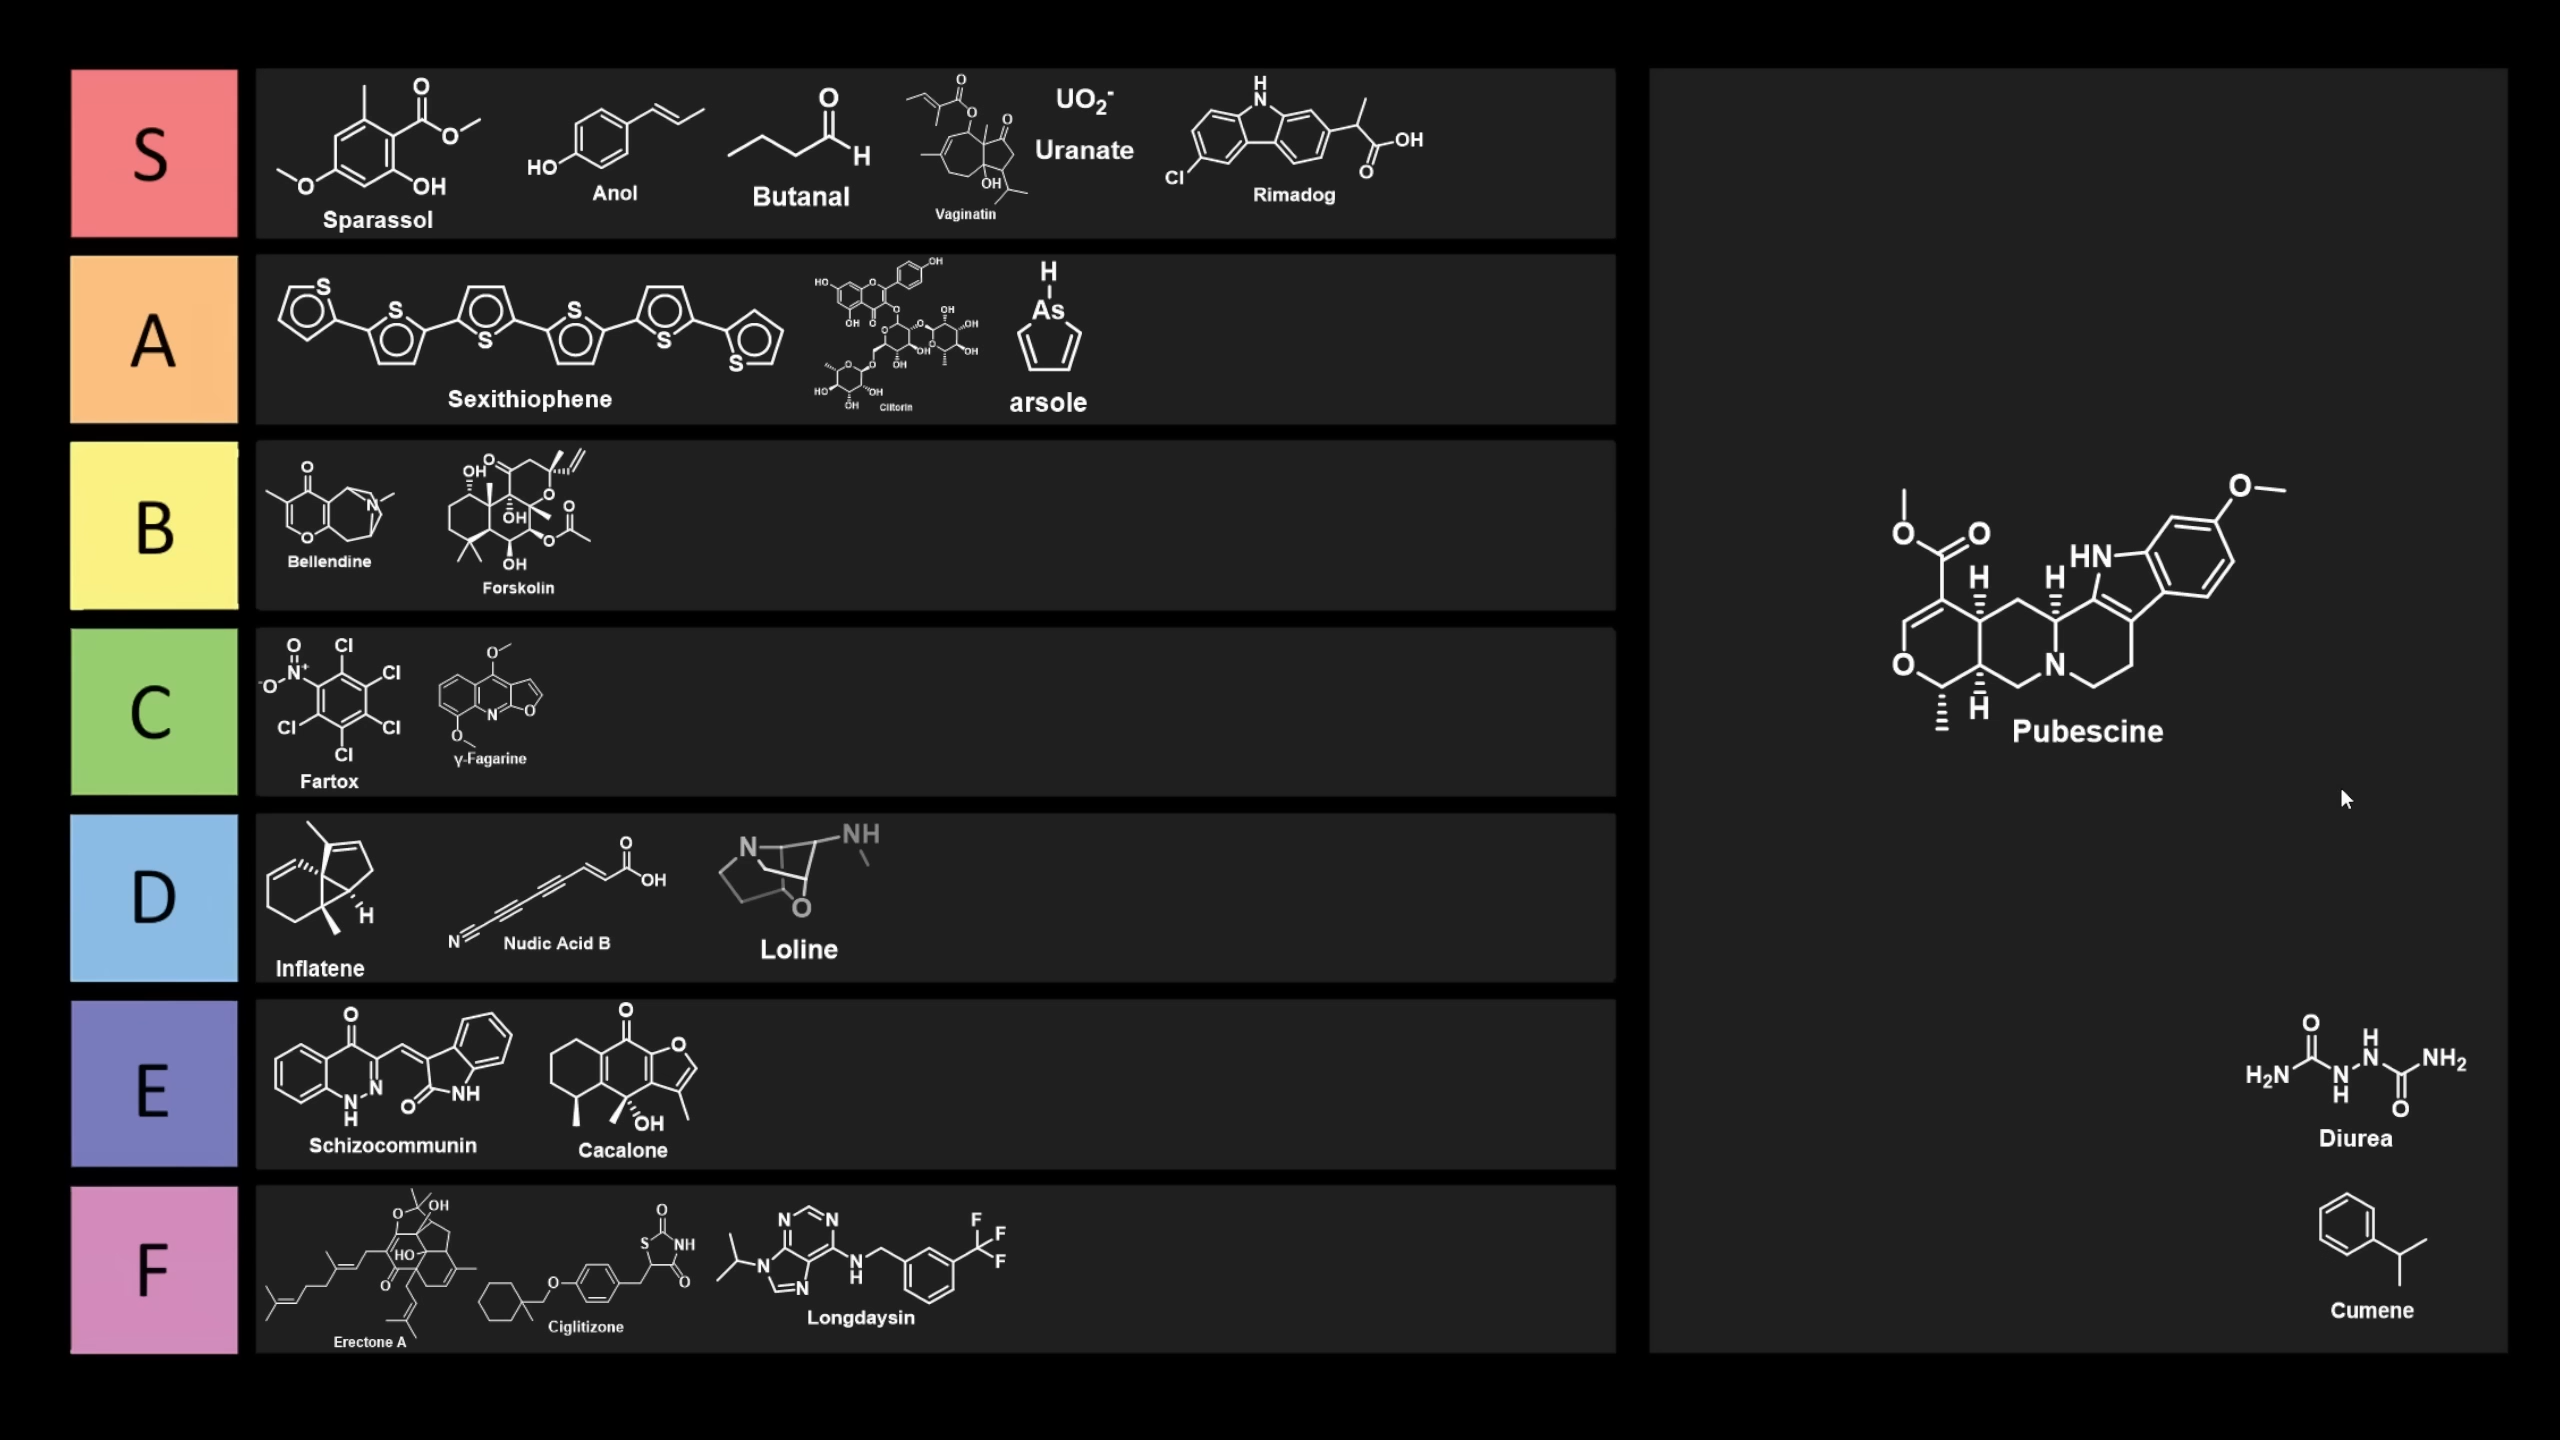 S
Sparassol
Anol
Butanal
Vaginatin
UO2-
Uranate
Rimadog
A
Sexithiophene
Clitorin
arsole
B
Bellendine
Forskolin
C
Fartox
γ-Fagarine
D
Inflatene
Nudic Acid B
Loline
E
Schizocommunin
Cacalone
F
Erectone A
Ciglitizone
Longdaysin
Pubescine
Diurea
Cumene